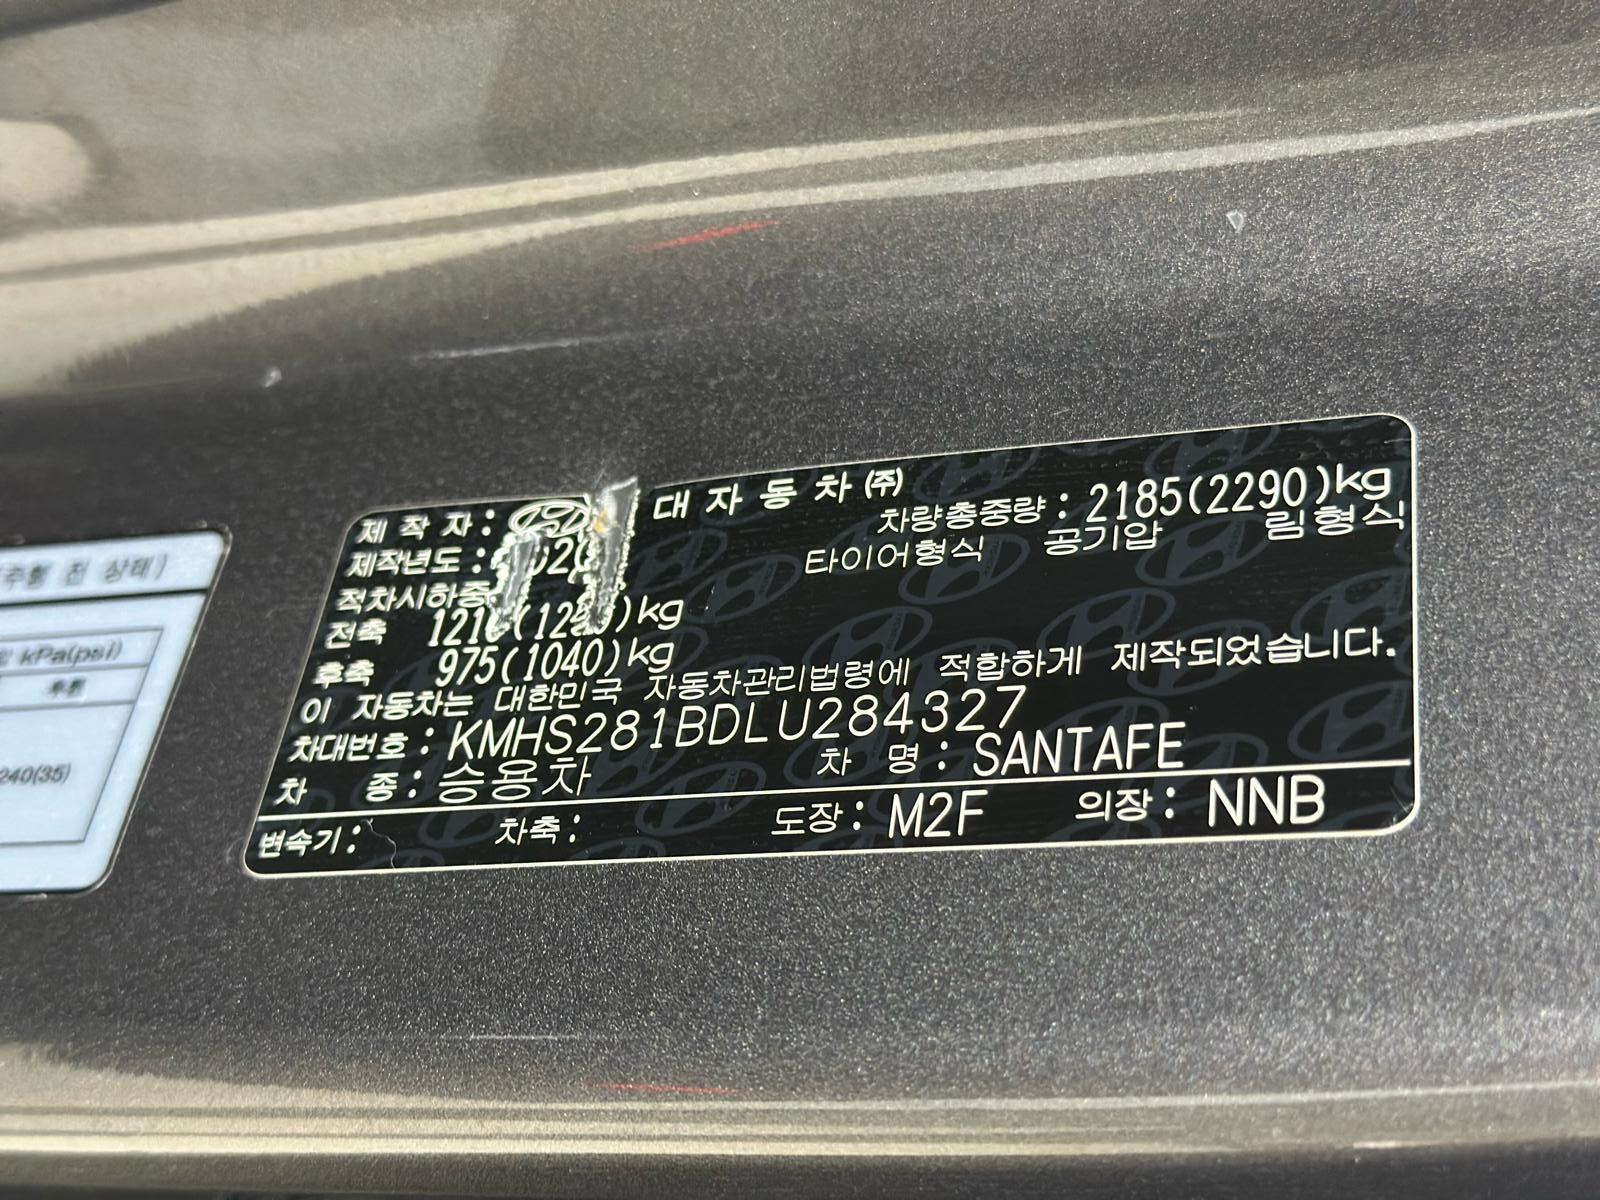 제 작 자 : 대 자 동 차 ㈜
차량총중량 : 2185(2290)kg
제작년도 :
타이어형식 공기압 림형식
적차시하중
전축
후축 975(1040)kg
이 자동차는 대한민국 자동차관리법령에 적합하게 제작되었습니다.
차대번호 : KMHS281BDLU284327
차 종 : 승용차 차 명 : SANTAFE
변속기 : 차축 : 도장 : M2F 의장 : NNB
전 상태)
kPa(psi)
240(35)